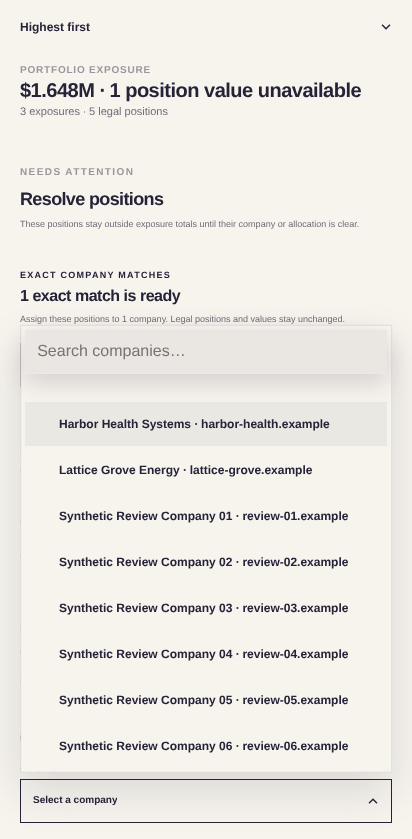 Highest first
PORTFOLIO EXPOSURE
$1.648M · 1 position value unavailable
3 exposures · 5 legal positions
NEEDS ATTENTION
Resolve positions
These positions stay outside exposure totals until their company or allocation is clear.
EXACT COMPANY MATCHES
1 exact match is ready
Assign these positions to 1 company. Legal positions and values stay unchanged.
Search companies…
Harbor Health Systems · harbor-health.example
Lattice Grove Energy · lattice-grove.example
Synthetic Review Company 01 · review-01.example
Synthetic Review Company 02 · review-02.example
Synthetic Review Company 03 · review-03.example
Synthetic Review Company 04 · review-04.example
Synthetic Review Company 05 · review-05.example
Synthetic Review Company 06 · review-06.example
Select a company